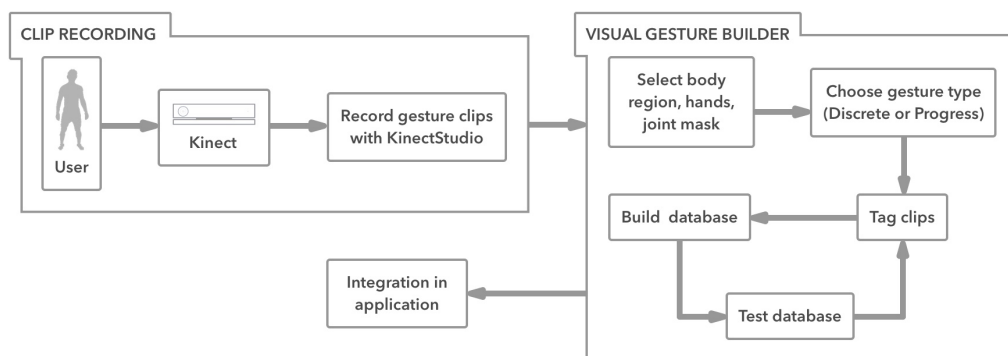 CLIP RECORDING
User
Kinect
Record gesture clips
with KinectStudio
VISUAL GESTURE BUILDER
Select body
region, hands,
joint mask
Choose gesture type
(Discrete or Progress)
Tag clips
Build database
Test database
Integration in
application